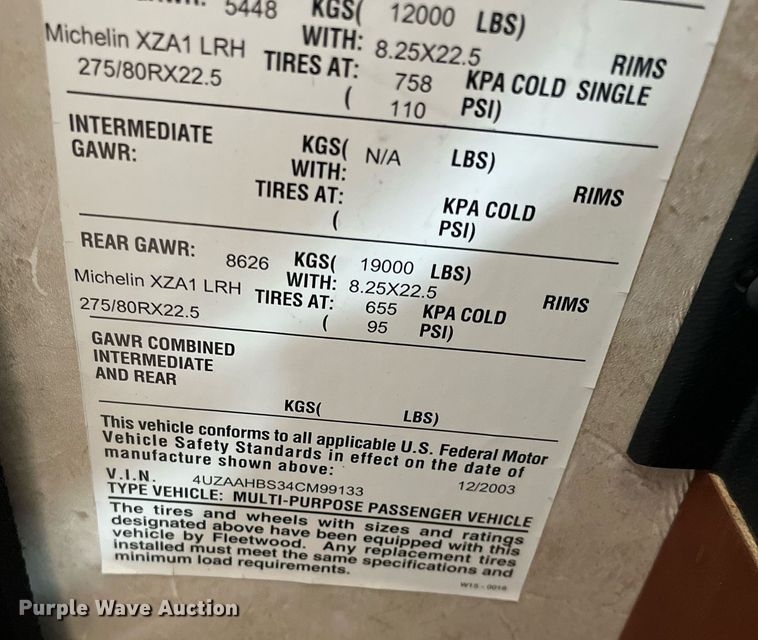 5448 KGS( 12000 LBS)
Michelin XZA1 LRH WITH: 8.25X22.5 RIMS
275/80RX22.5 TIRES AT: 758 KPA COLD SINGLE
( 110 PSI)
INTERMEDIATE KGS( N/A LBS)
GAWR: WITH: RIMS
TIRES AT: KPA COLD
( PSI)
REAR GAWR: 8626 KGS( 19000 LBS)
Michelin XZA1 LRH WITH: 8.25X22.5 RIMS
275/80RX22.5 TIRES AT: 655 KPA COLD
( 95 PSI)
GAWR COMBINED
INTERMEDIATE
AND REAR
KGS( LBS)
This vehicle conforms to all applicable U.S. Federal Motor
Vehicle Safety Standards in effect on the date of
manufacture shown above: 12/2003
V.I.N. 4UZAAHBS34CM99133
TYPE VEHICLE: MULTI-PURPOSE PASSENGER VEHICLE
The tires and wheels with sizes and ratings
designated above have been equipped with this
vehicle by Fleetwood. Any replacement tires
installed must meet the same specifications and
minimum load requirements.
W15 - 0016
Purple Wave Auction